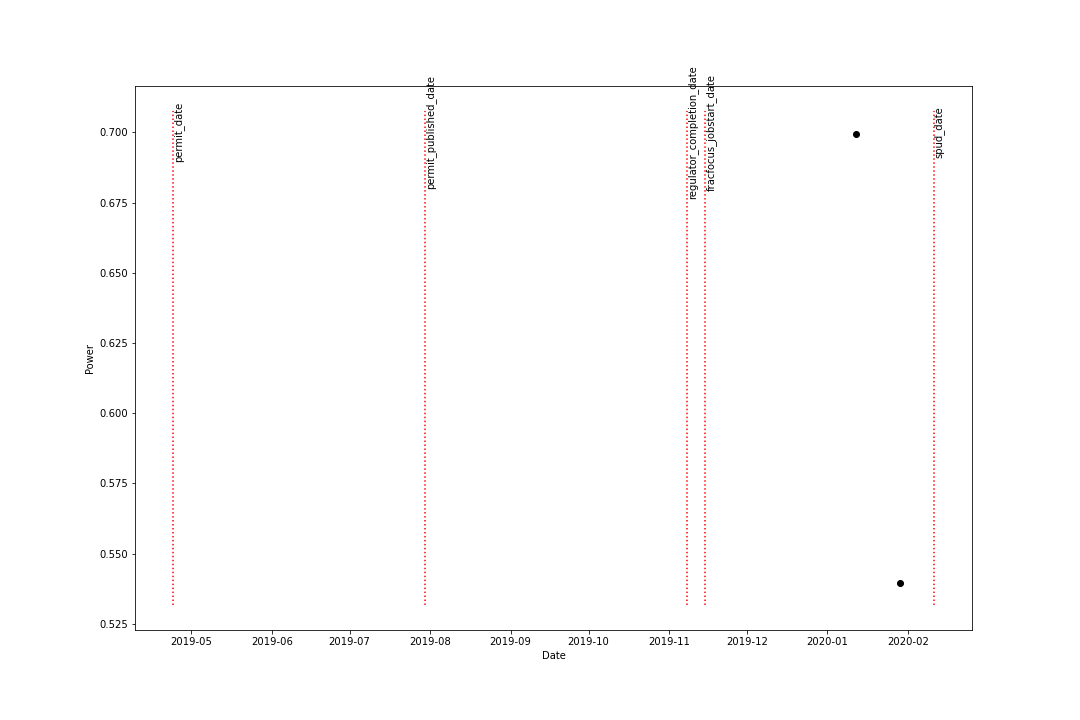 permit_date
permit_published_date
regulator_completion_date
fracfocus_jobstart_date
spud_date
0.700
0.675
0.650
0.625
0.600
0.575
0.550
0.525
Power
2019-05
2019-06
2019-07
2019-08
2019-09
2019-10
2019-11
2019-12
2020-01
2020-02
Date